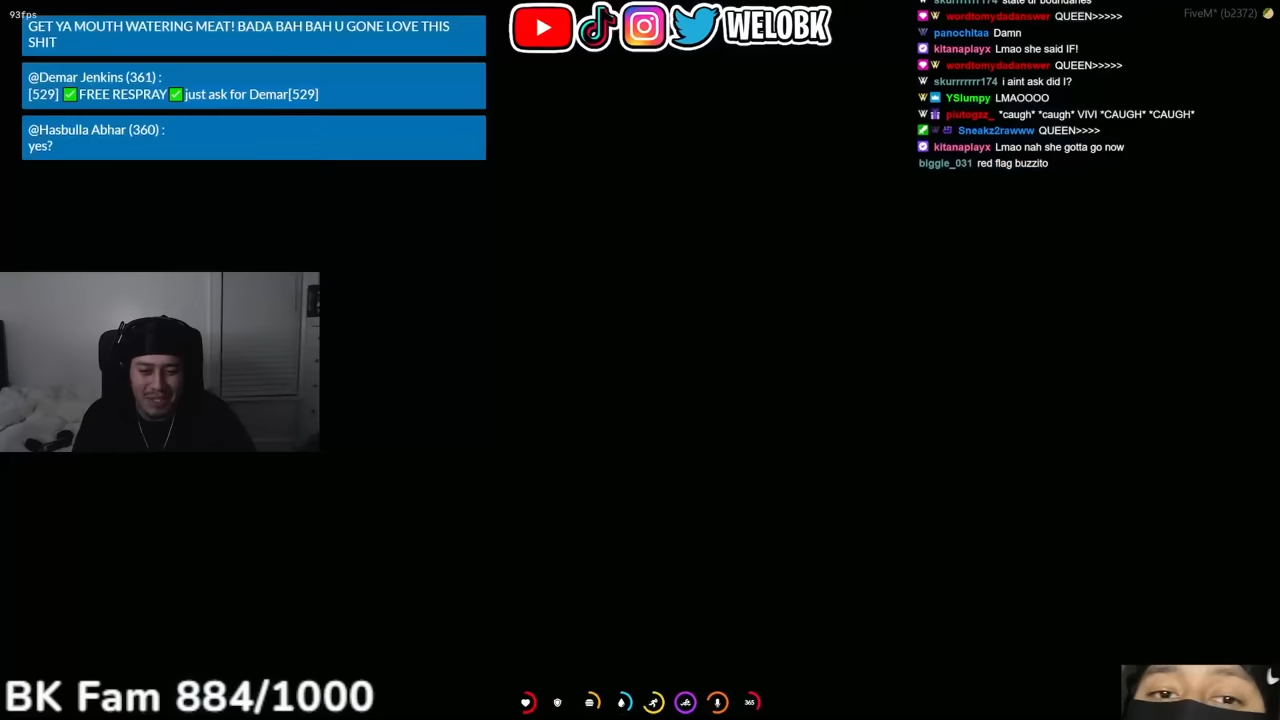 93fps
GET YA MOUTH WATERING MEAT! BADA BAH BAH U GONE LOVE THIS
SHIT
@Demar Jenkins (361) :
[529] ✅FREE RESPRAY ✅just ask for Demar[529]
@Hasbulla Abhar (360) :
yes?
WELOBK
FiveM* (b2372)
state ur boundaries
wordtomydadanswer QUEEN>>>>>
panochitaa Damn
kitanaplayx Lmao she said IF!
wordtomydadanswer QUEEN>>>>>
skurrrrrrr174 i aint ask did I?
YSlumpy LMAOOOO
piutogzz_ *caugh* *caugh* VIVI *CAUGH* *CAUGH*
Sneakz2rawww QUEEN>>>>
kitanaplayx Lmao nah she gotta go now
biggie_031 red flag buzzito
BK Fam 884/1000
365